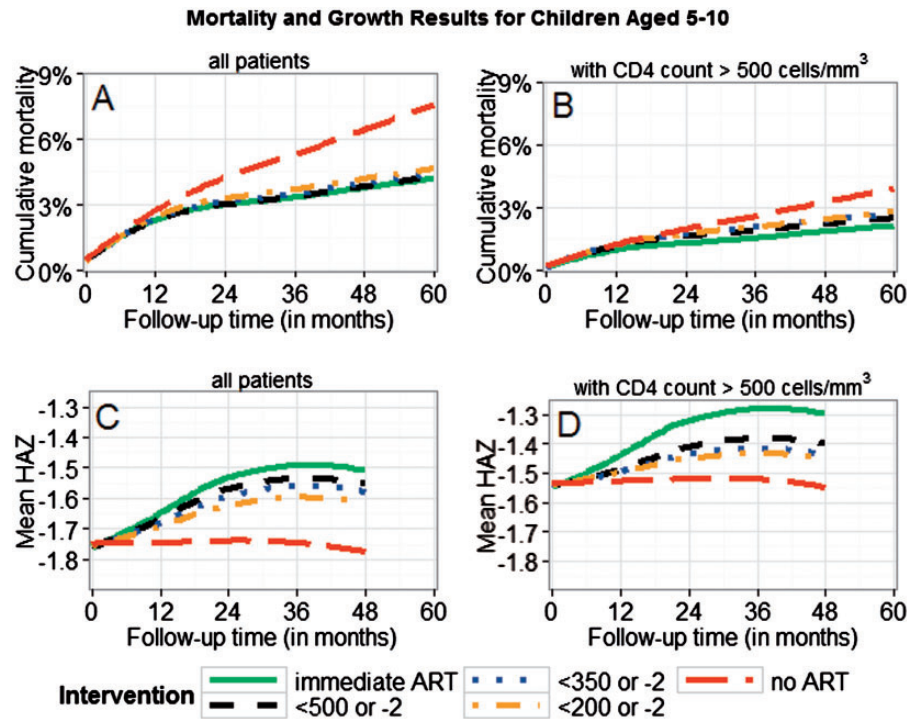 Mortality and Growth Results for Children Aged 5-10
all patients
A
Cumulative mortality
9%
6%
3%
0%
0 12 24 36 48 60
Follow-up time (in months)
with CD4 count > 500 cells/mm³
B
Cumulative mortality
9%
6%
3%
0%
0 12 24 36 48 60
Follow-up time (in months)
all patients
C
Mean HAZ
-1.3
-1.4
-1.5
-1.6
-1.7
-1.8
0 12 24 36 48 60
Follow-up time (in months)
with CD4 count > 500 cells/mm³
D
Mean HAZ
-1.3
-1.4
-1.5
-1.6
-1.7
-1.8
0 12 24 36 48 60
Follow-up time (in months)
Intervention
immediate ART <350 or -2 no ART
<500 or -2 <200 or -2